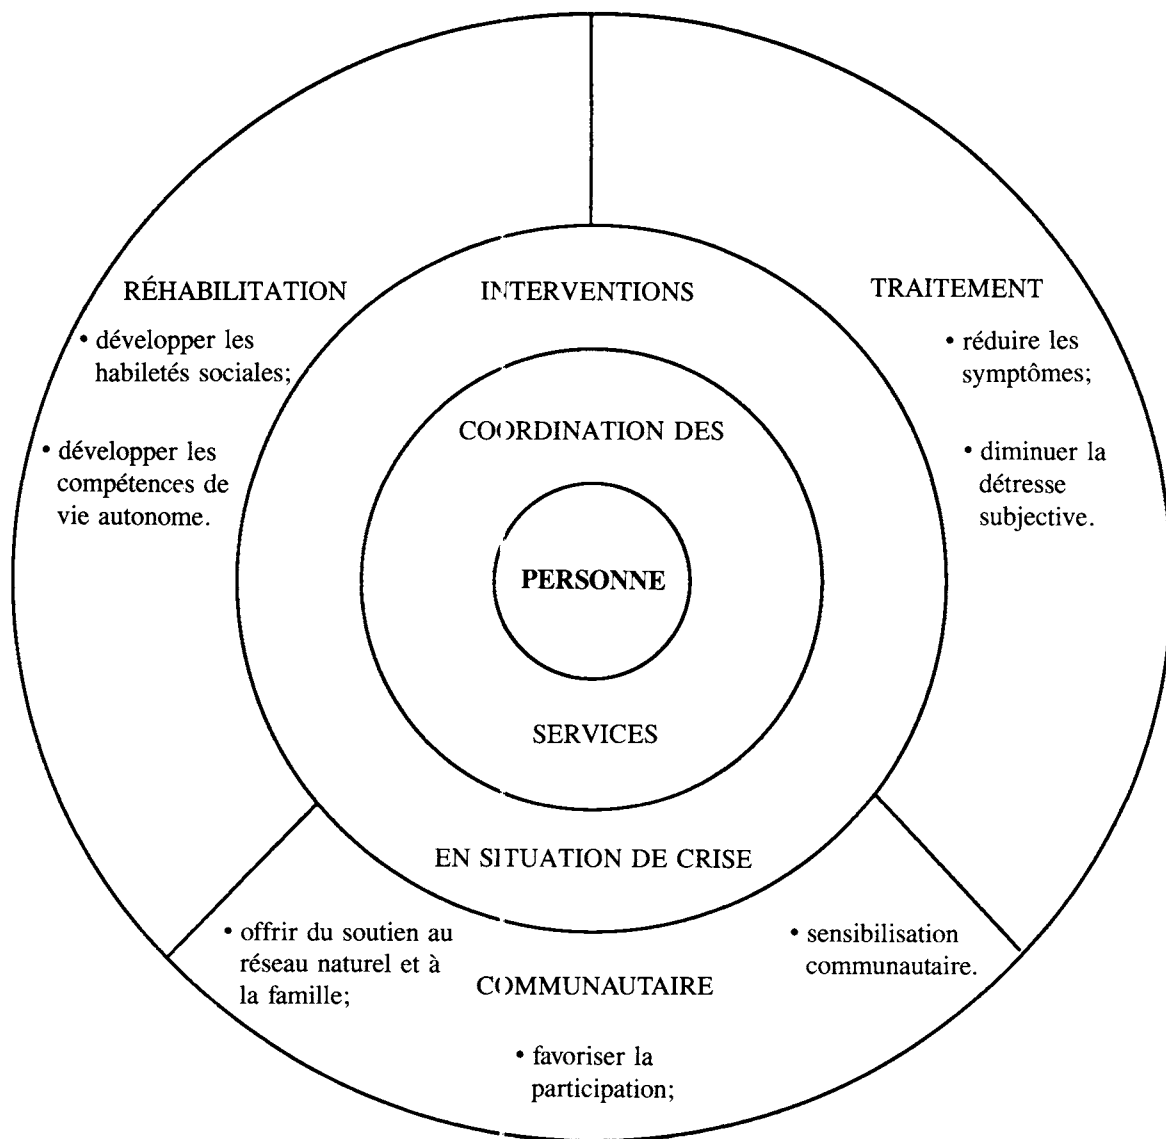 RÉHABILITATION
• développer les
habiletés sociales;
• développer les
compétences de
vie autonome.
INTERVENTIONS
COORDINATION DES
PERSONNE
SERVICES
EN SITUATION DE CRISE
TRAITEMENT
• réduire les
symptômes;
• diminuer la
détresse
subjective.
• offrir du soutien au
réseau naturel et à
la famille;
COMMUNAUTAIRE
• favoriser la
participation;
• sensibilisation
communautaire.